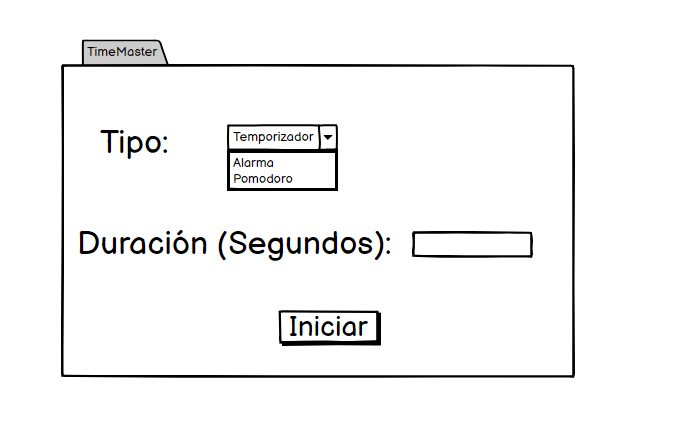 TimeMaster
Tipo:
Temporizador
Alarma
Pomodoro
Duración (Segundos):
Iniciar